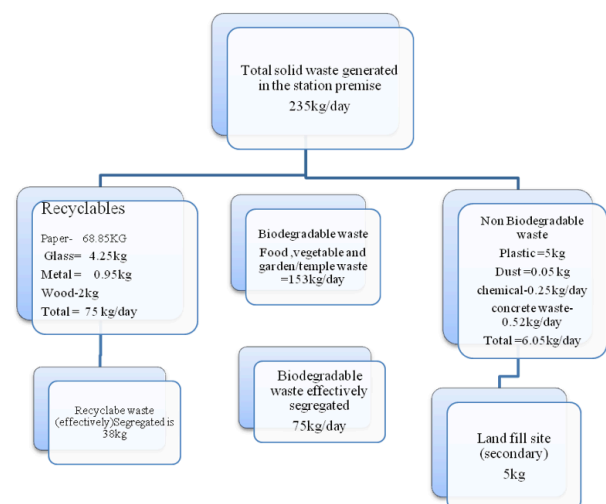 Total solid waste generated
in the station premise
235kg/day
Recyclables
Paper- 68.85KG
Glass= 4.25kg
Metal = 0.95kg
Wood-2kg
Total = 75 kg/day
Biodegradable waste
Food ,vegetable and
garden/temple waste
=153kg/day
Non Biodegradable
waste
Plastic =5kg
Dust =0.05 kg
chemical-0.25kg/day
concrete waste-
0.52kg/day
Total =6.05kg/day
Recyclabe waste
(effectively)Segregated is
38kg
Biodegradable
waste effectively
segregated
75kg/day
Land fill site
(secondary)
5kg